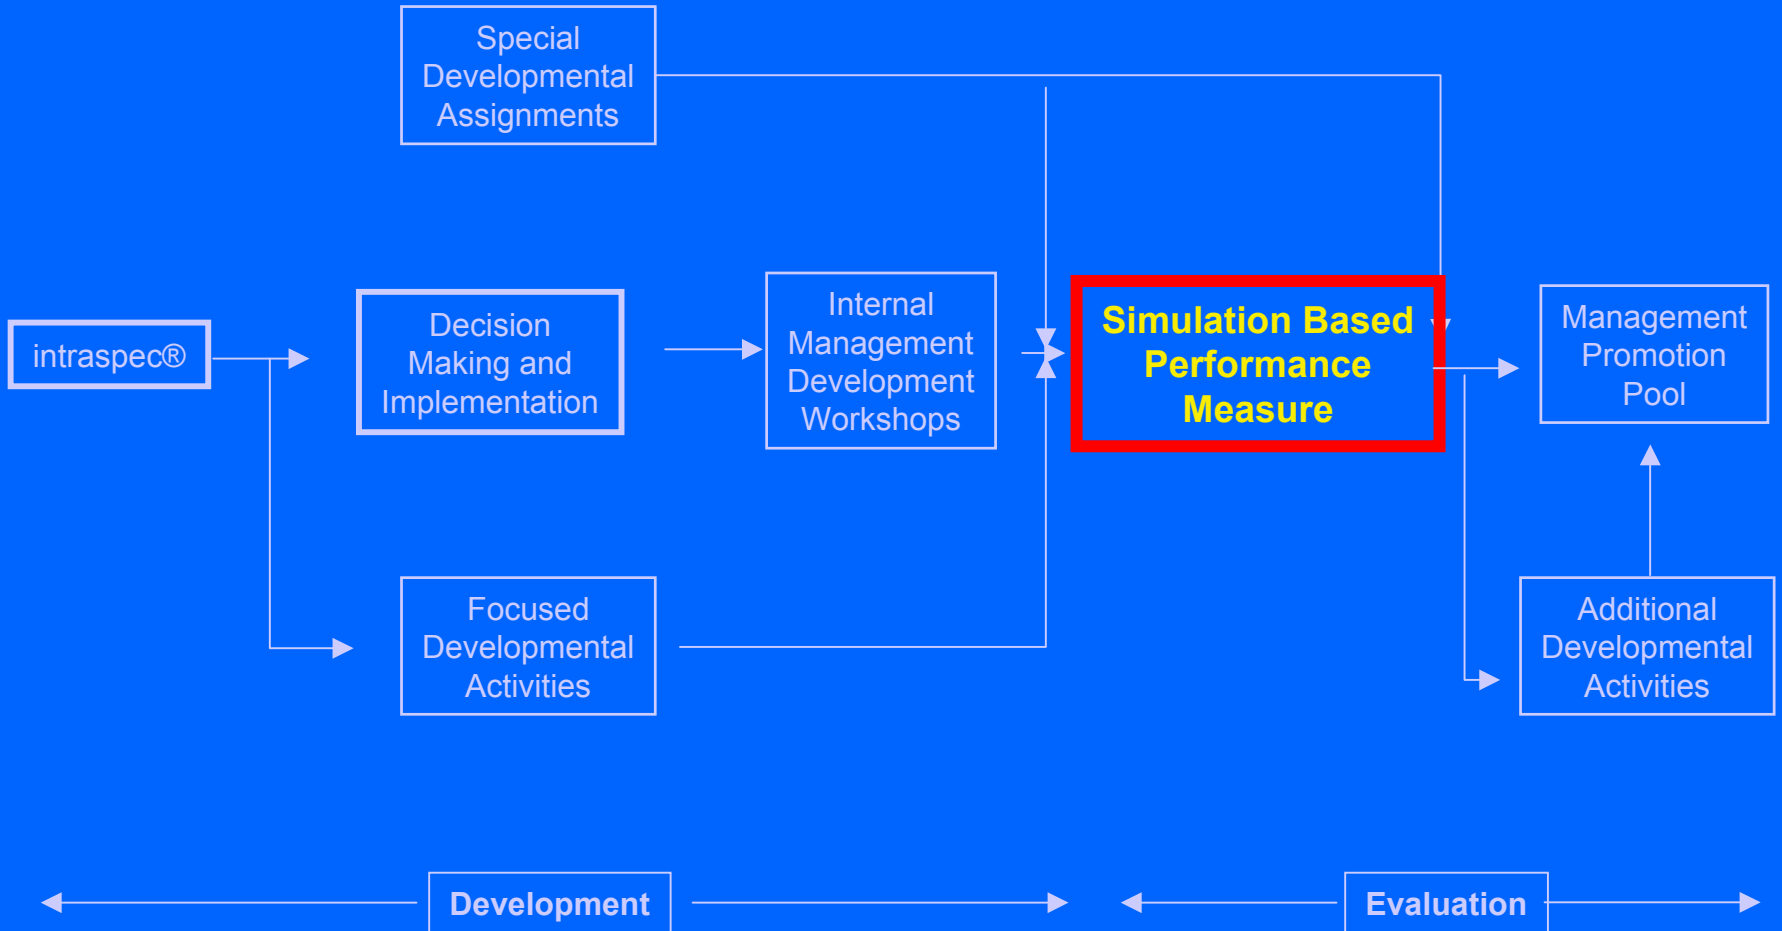 Special
Developmental
Assignments
intraspec®
Decision
Making and
Implementation
Internal
Management
Development
Workshops
Simulation Based
Performance
Measure
Management
Promotion
Pool
Focused
Developmental
Activities
Additional
Developmental
Activities
Development
Evaluation